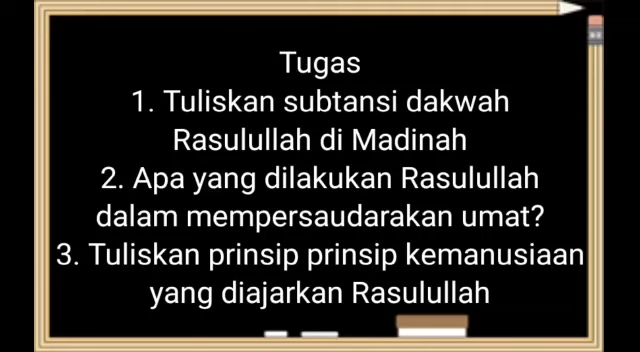 Tugas
1. Tuliskan subtansi dakwah
Rasulullah di Madinah
2. Apa yang dilakukan Rasulullah
dalam mempersaudarakan umat?
3. Tuliskan prinsip prinsip kemanusiaan
yang diajarkan Rasulullah